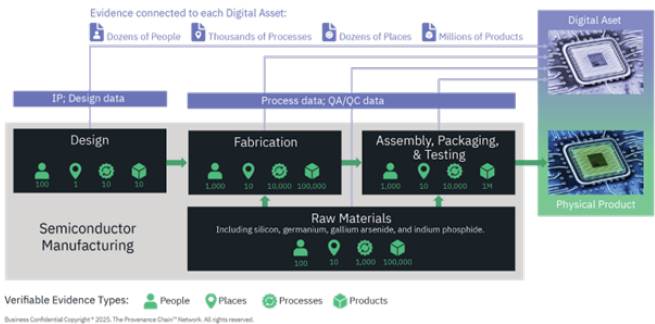 Evidence connected to each Digital Asset:
Dozens of People
Thousands of Processes
Dozens of Places
Millions of Products
Digital Aset
IP; Design data
Process data; QA/QC data
Design
100
1
10
10
Fabrication
1,000
10
10,000
100,000
Assembly, Packaging,
& Testing
1,000
10
10,000
1M
Physical Product
Semiconductor
Manufacturing
Raw Materials
Including silicon, germanium, gallium arsenide, and indium phosphide.
100
10
1,000
100,000
Verifiable Evidence Types:
People
Places
Processes
Products
Business Confidential Copyright © 2025. The Provenance Chain™ Network. All rights reserved.